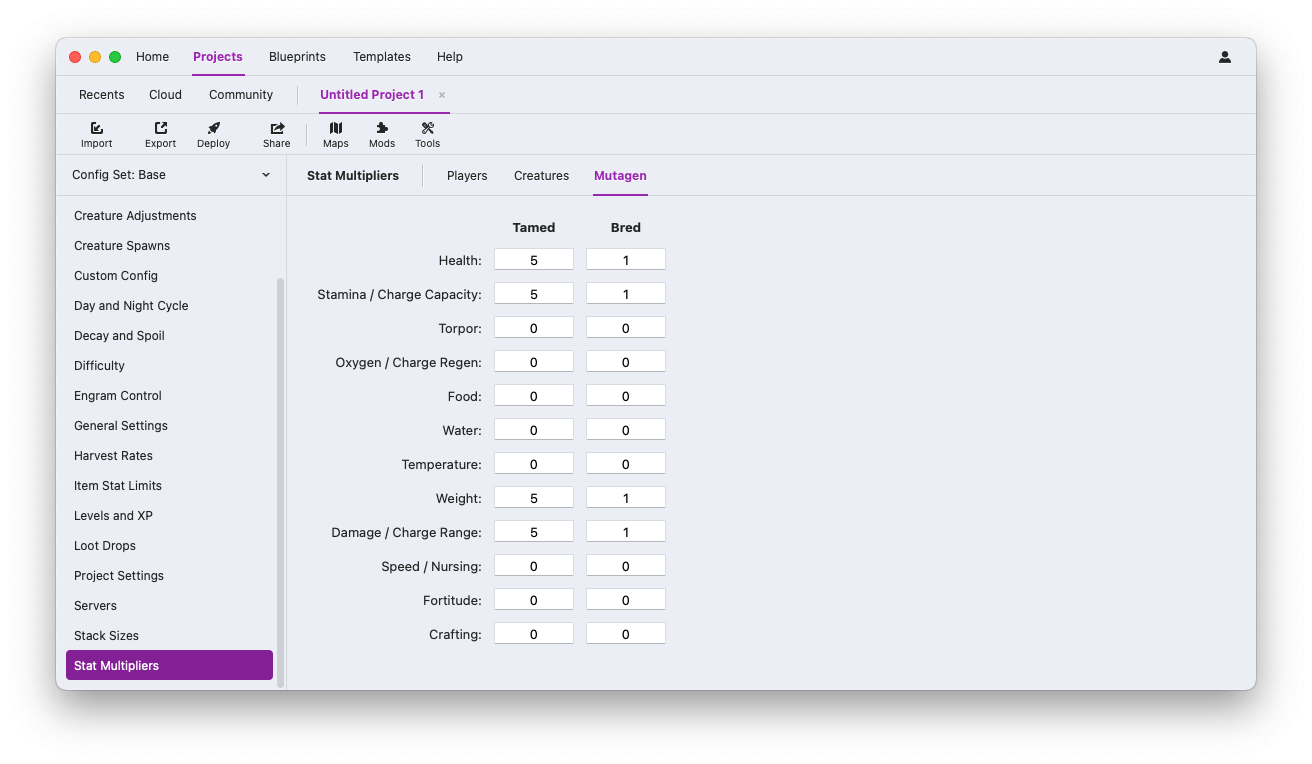 Home Projects Blueprints Templates Help
Recents Cloud Community Untitled Project 1 ×
Import Export Deploy Share Maps Mods Tools
Config Set: Base
Creature Adjustments
Creature Spawns
Custom Config
Day and Night Cycle
Decay and Spoil
Difficulty
Engram Control
General Settings
Harvest Rates
Item Stat Limits
Levels and XP
Loot Drops
Project Settings
Servers
Stack Sizes
Stat Multipliers
Stat Multipliers Players Creatures Mutagen
Tamed Bred
Health: 5 1
Stamina / Charge Capacity: 5 1
Torpor: 0 0
Oxygen / Charge Regen: 0 0
Food: 0 0
Water: 0 0
Temperature: 0 0
Weight: 5 1
Damage / Charge Range: 5 1
Speed / Nursing: 0 0
Fortitude: 0 0
Crafting: 0 0